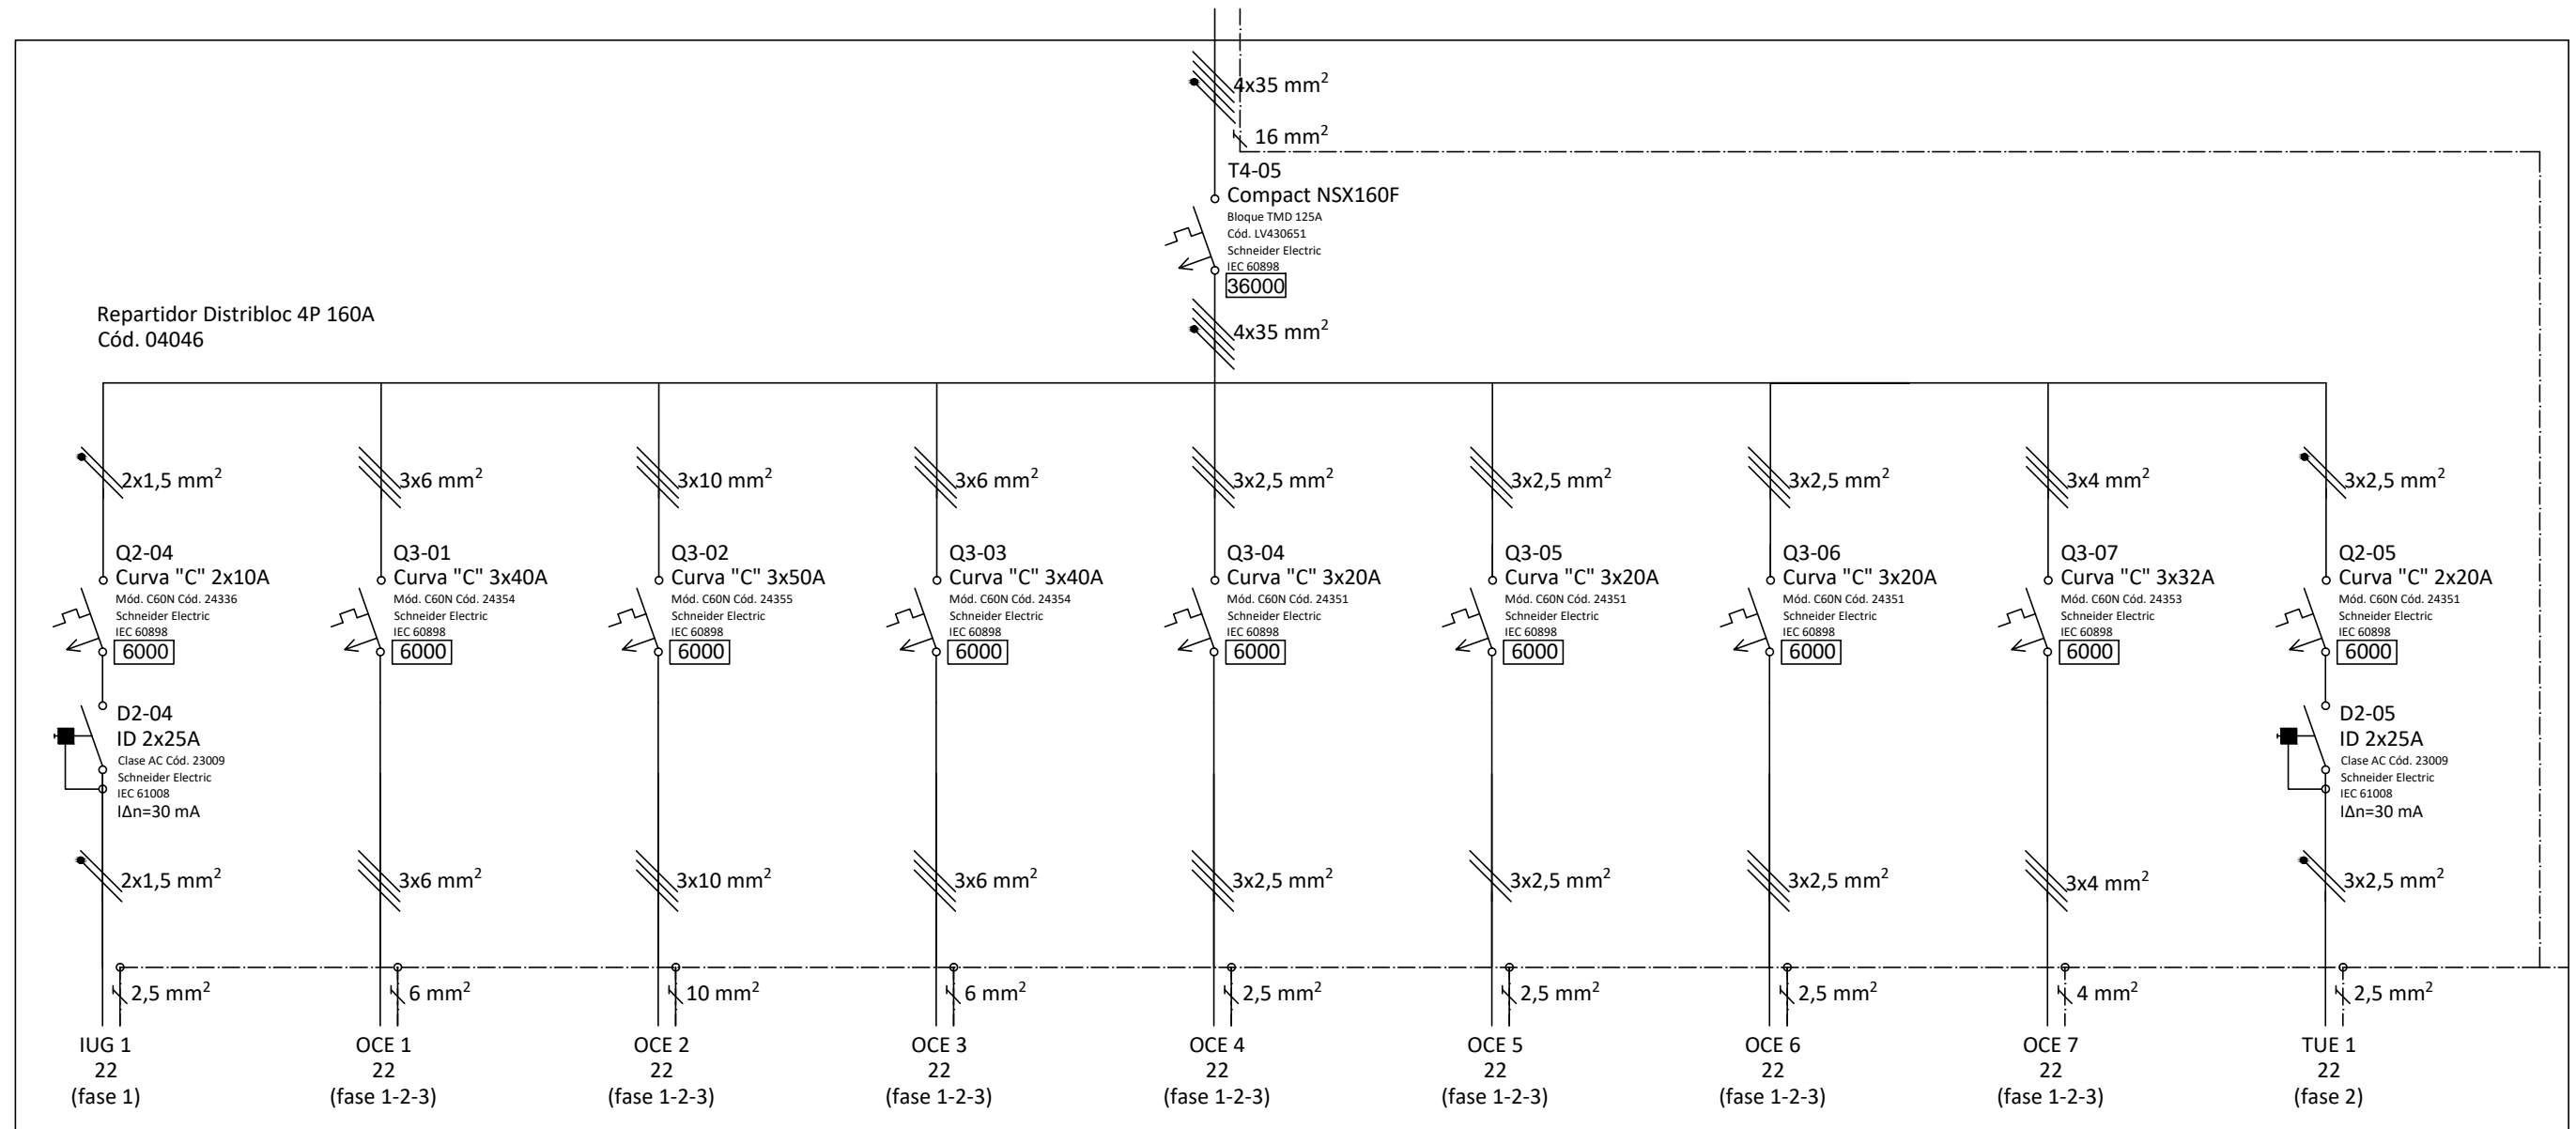 4x35 mm²
16 mm²
T4-05
Compact NSX160F
Bloque TMD 125A
Cód. LV430651
Schneider Electric
IEC 60898
36000
4x35 mm²
Repartidor Distribloc 4P 160A
Cód. 04046
2x1,5 mm²
3x6 mm²
3x10 mm²
3x6 mm²
3x2,5 mm²
3x2,5 mm²
3x2,5 mm²
3x4 mm²
3x2,5 mm²
Q2-04
Curva "C" 2x10A
Mód. C60N Cód. 24336
Schneider Electric
IEC 60898
6000
Q3-01
Curva "C" 3x40A
Mód. C60N Cód. 24354
Schneider Electric
IEC 60898
6000
Q3-02
Curva "C" 3x50A
Mód. C60N Cód. 24355
Schneider Electric
IEC 60898
6000
Q3-03
Curva "C" 3x40A
Mód. C60N Cód. 24354
Schneider Electric
IEC 60898
6000
Q3-04
Curva "C" 3x20A
Mód. C60N Cód. 24351
Schneider Electric
IEC 60898
6000
Q3-05
Curva "C" 3x20A
Mód. C60N Cód. 24351
Schneider Electric
IEC 60898
6000
Q3-06
Curva "C" 3x20A
Mód. C60N Cód. 24351
Schneider Electric
IEC 60898
6000
Q3-07
Curva "C" 3x32A
Mód. C60N Cód. 24353
Schneider Electric
IEC 60898
6000
Q2-05
Curva "C" 2x20A
Mód. C60N Cód. 24351
Schneider Electric
IEC 60898
6000
D2-04
ID 2x25A
Clase AC Cód. 23009
Schneider Electric
IEC 61008
IΔn=30 mA
D2-05
ID 2x25A
Clase AC Cód. 23009
Schneider Electric
IEC 61008
IΔn=30 mA
2x1,5 mm²
3x6 mm²
3x10 mm²
3x6 mm²
3x2,5 mm²
3x2,5 mm²
3x2,5 mm²
3x4 mm²
3x2,5 mm²
2,5 mm²
6 mm²
10 mm²
6 mm²
2,5 mm²
2,5 mm²
2,5 mm²
4 mm²
2,5 mm²
IUG 1
22
(fase 1)
OCE 1
22
(fase 1-2-3)
OCE 2
22
(fase 1-2-3)
OCE 3
22
(fase 1-2-3)
OCE 4
22
(fase 1-2-3)
OCE 5
22
(fase 1-2-3)
OCE 6
22
(fase 1-2-3)
OCE 7
22
(fase 1-2-3)
TUE 1
22
(fase 2)